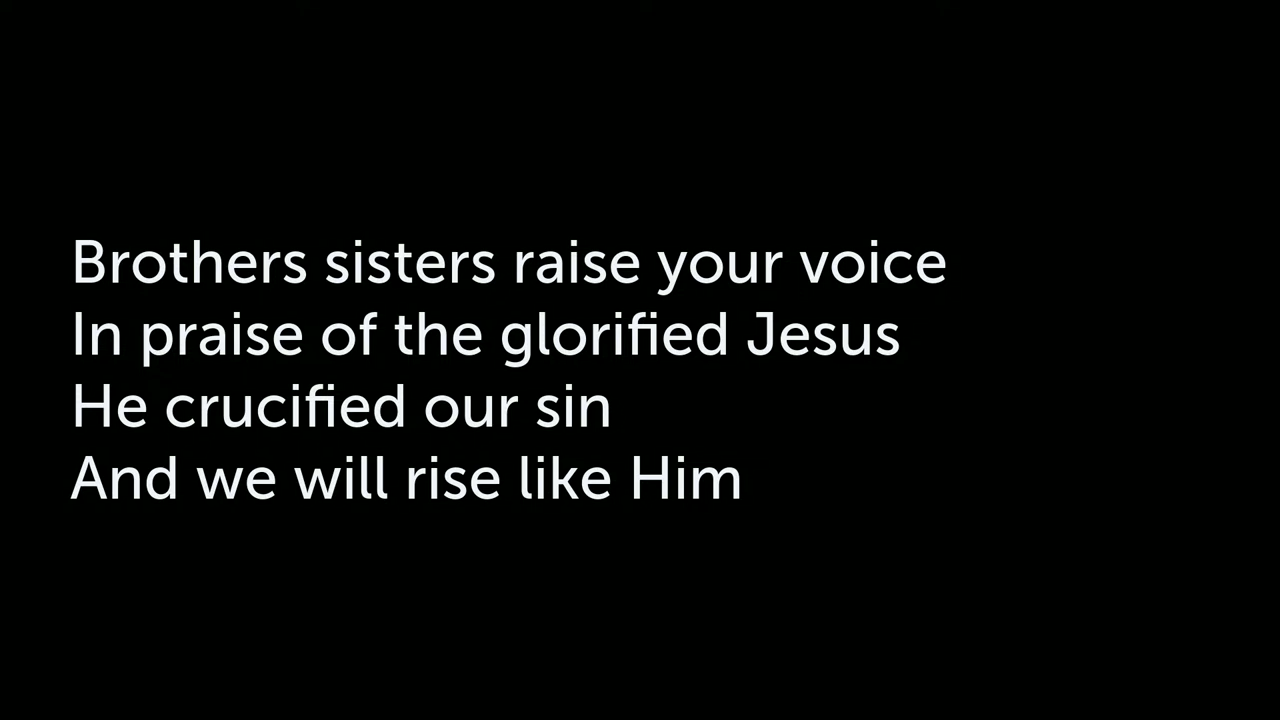 Brothers sisters raise your voice
In praise of the glorified Jesus
He crucified our sin
And we will rise like Him